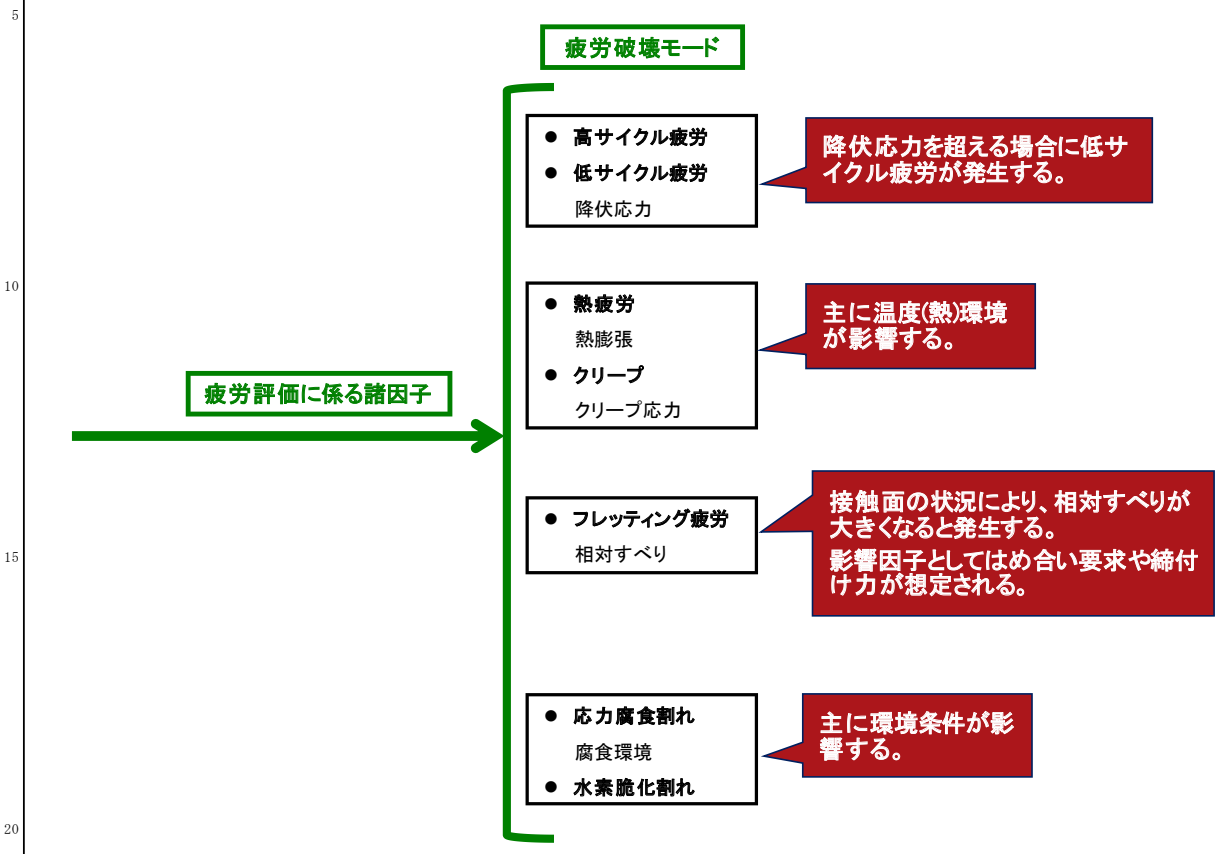 5
疲労破壊モード
● 高サイクル疲労
● 低サイクル疲労
降伏応力
降伏応力を超える場合に低サ
イクル疲労が発生する。
10
● 熱疲労
熱膨張
● クリープ
クリープ応力
主に温度(熱)環境
が影響する。
疲労評価に係る諸因子
● フレッティング疲労
相対すべり
接触面の状況により、相対すべりが
大きくなると発生する。
影響因子としてはめ合い要求や締付
け力が想定される。
15
● 応力腐食割れ
腐食環境
● 水素脆化割れ
主に環境条件が影
響する。
20